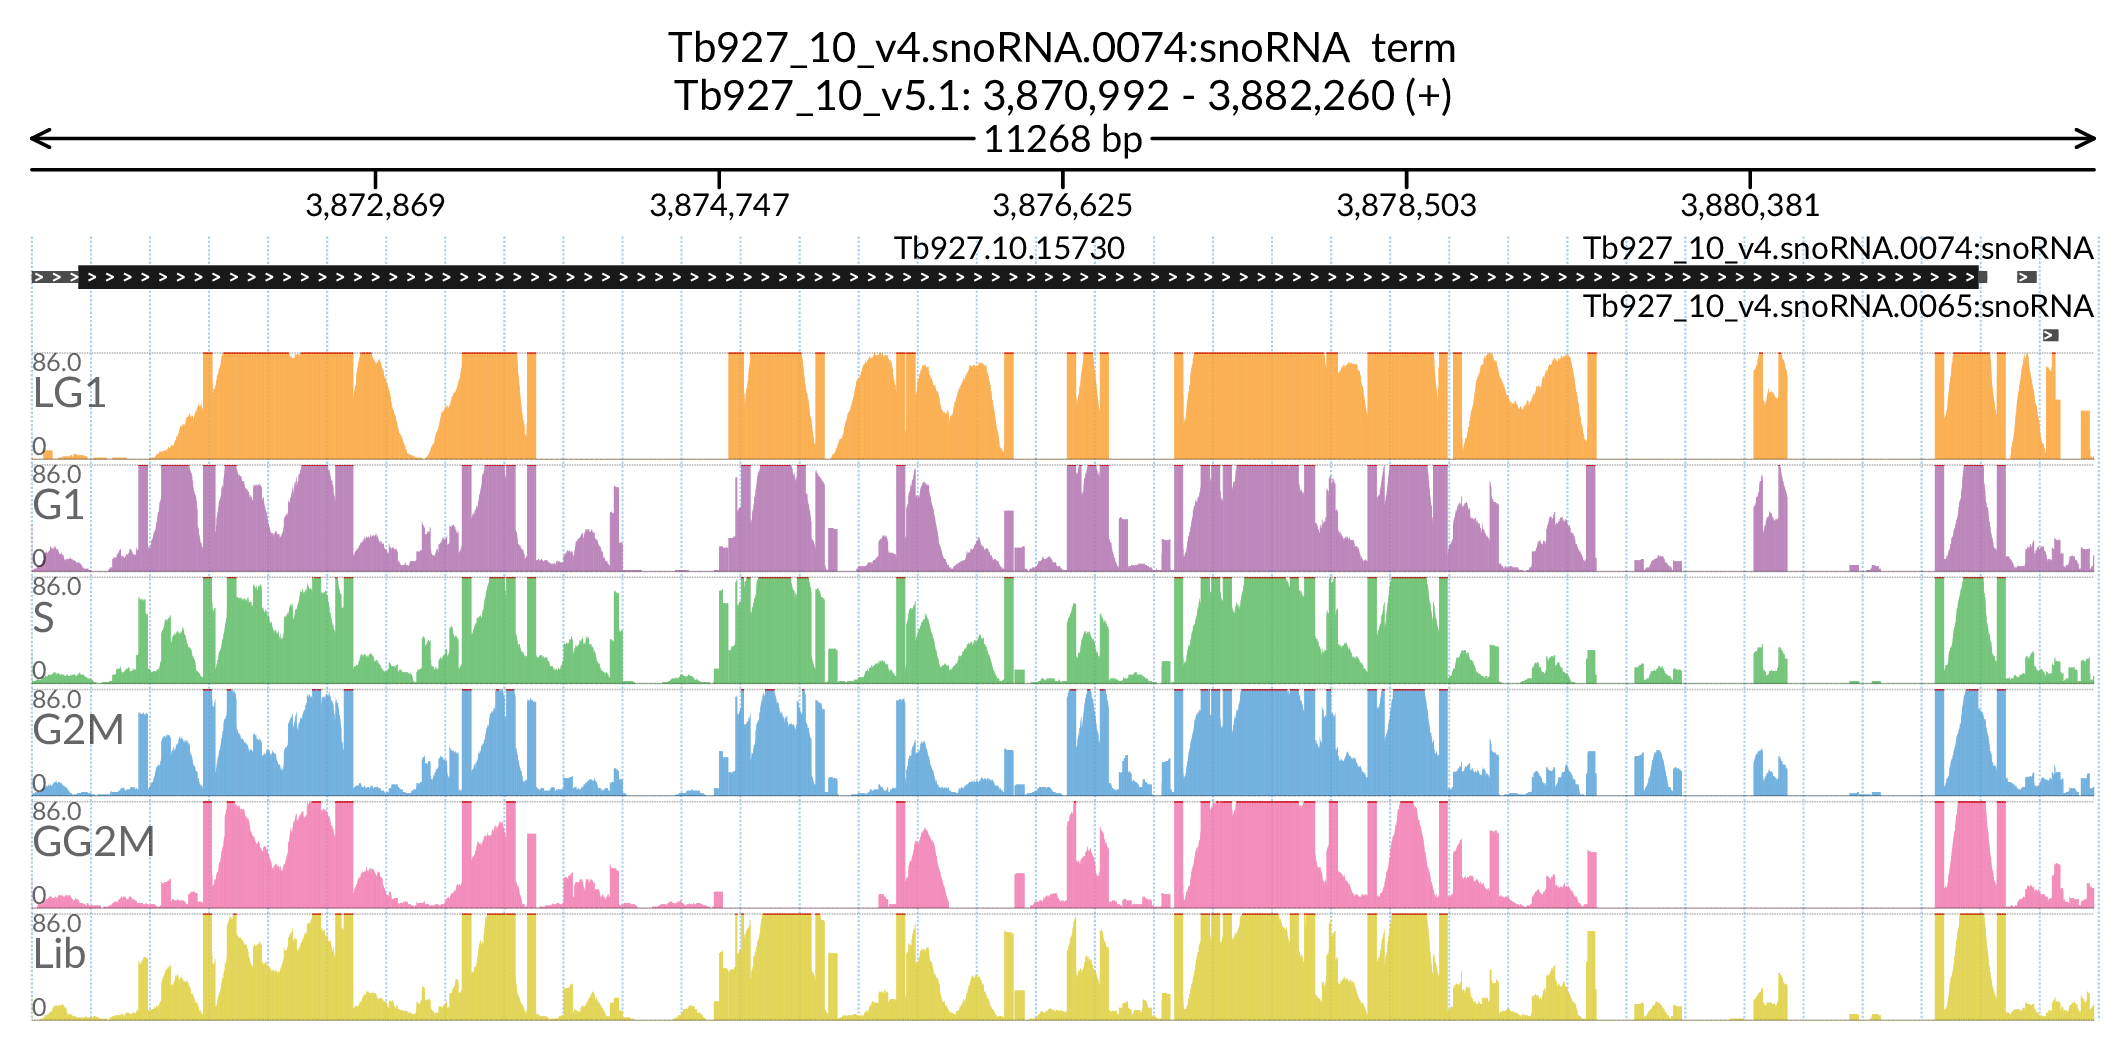 Tb927_10_v4.snoRNA.0074:snoRNA  term
Tb927_10_v5.1: 3,870,992 - 3,882,260 (+)
11268 bp
3,872,869 3,874,747 3,876,625 3,878,503 3,880,381
Tb927.10.15730 Tb927_10_v4.snoRNA.0074:snoRNA
Tb927_10_v4.snoRNA.0065:snoRNA
86.0
LG1
0
86.0
G1
0
86.0
S
0
86.0
G2M
0
86.0
GG2M
0
86.0
Lib
0